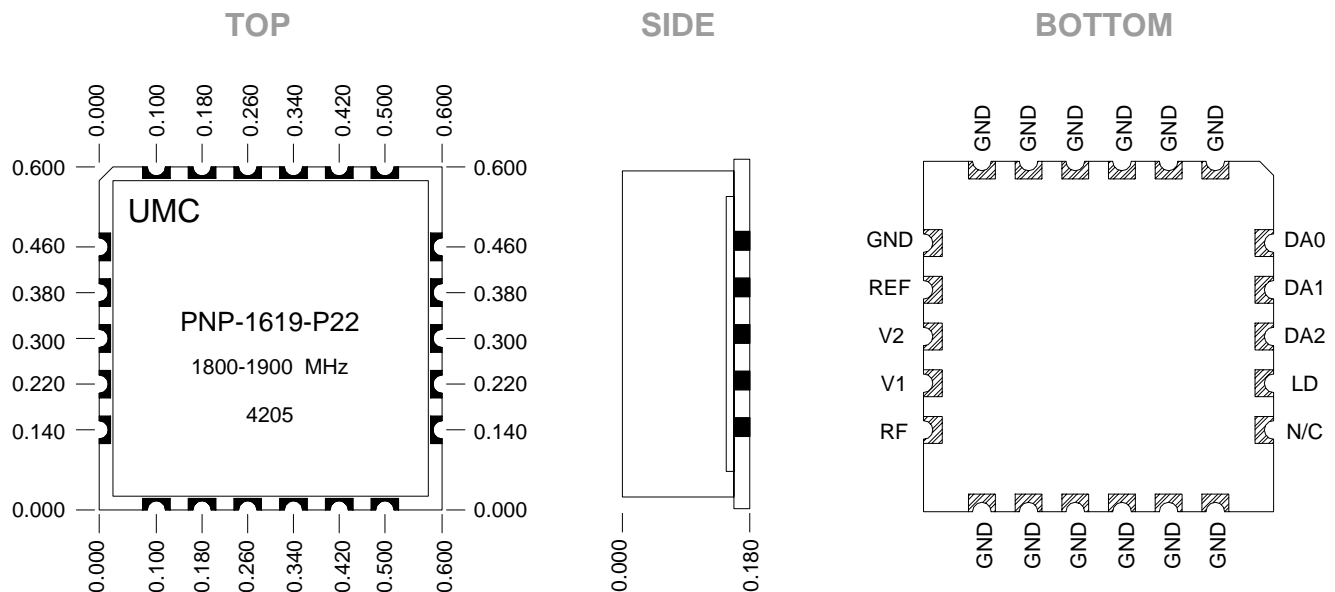 TOP
SIDE
BOTTOM
0.000
0.100
0.180
0.260
0.340
0.420
0.500
0.600
0.600
0.460
0.380
0.300
0.220
0.140
0.000
UMC
PNP-1619-P22
1800-1900 MHz
4205
0.600
0.460
0.380
0.300
0.220
0.140
0.000
0.000
0.100
0.180
0.260
0.340
0.420
0.500
0.600
0.000
0.180
GND
GND
GND
GND
GND
GND
GND
REF
V2
V1
RF
DA0
DA1
DA2
LD
N/C
GND
GND
GND
GND
GND
GND